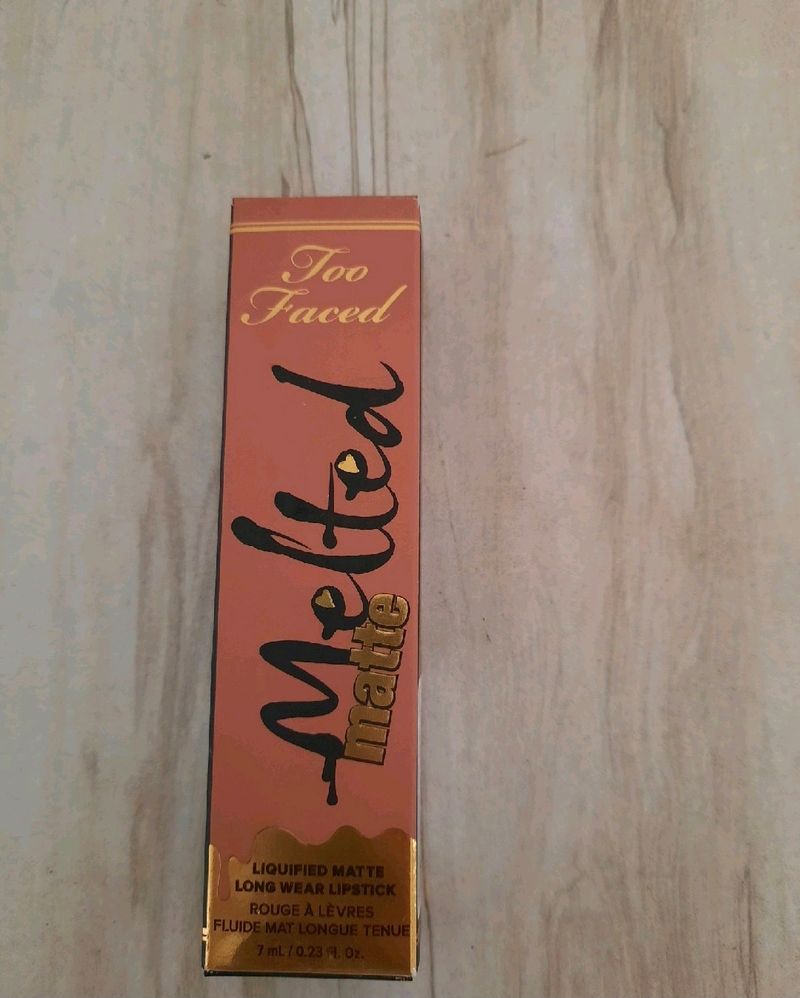 Too
Faced
Melted
matte
LIQUIFIED MATTE
LONG WEAR LIPSTICK
ROUGE À LÈVRES
FLUIDE MAT LONGUE TENUE
7 mL / 0.23 Fl. Oz.